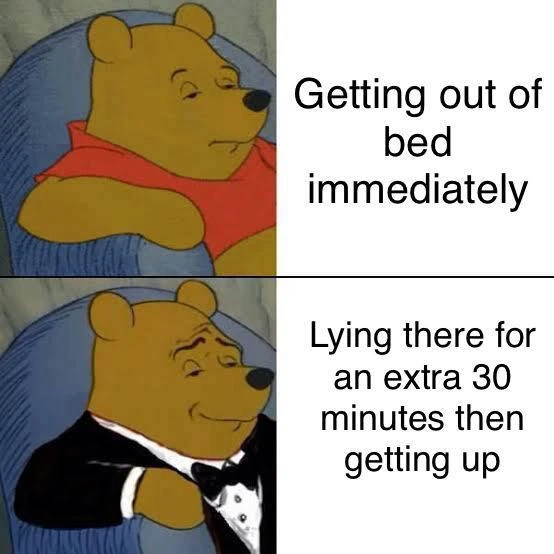 Getting out of
bed
immediately
Lying there for
an extra 30
minutes then
getting up